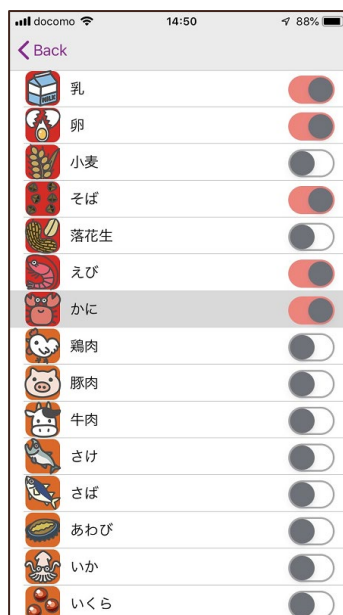 docomo 14:50 88%
Back
MILK 乳
卵
小麦
そば
落花生
えび
かに
鶏肉
豚肉
牛肉
さけ
さば
あわび
いか
いくら